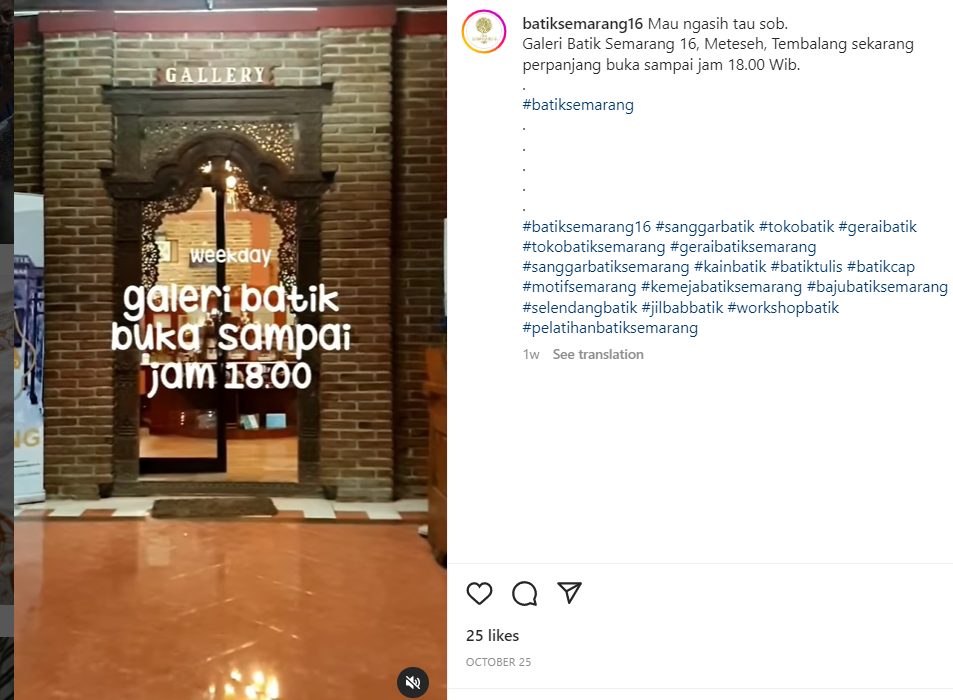 GALLERY
weekday
galeri batik
buka sampai
jam 18.00
batiksemarang16 Mau ngasih tau sob.
Galeri Batik Semarang 16, Meteseh, Tembalang sekarang
perpanjang buka sampai jam 18.00 Wib.
.
#batiksemarang
.
.
.
.
.
#batiksemarang16 #sanggarbatik #tokobatik #geraibatik
#tokobatiksemarang #geraibatiksemarang
#sanggarbatiksemarang #kainbatik #batiktulis #batikcap
#motifsemarang #kemejabatiksemarang #bajubatiksemarang
#selendangbatik #jilbabbatik #workshopbatik
#pelatihanbatiksemarang
1w See translation
25 likes
OCTOBER 25